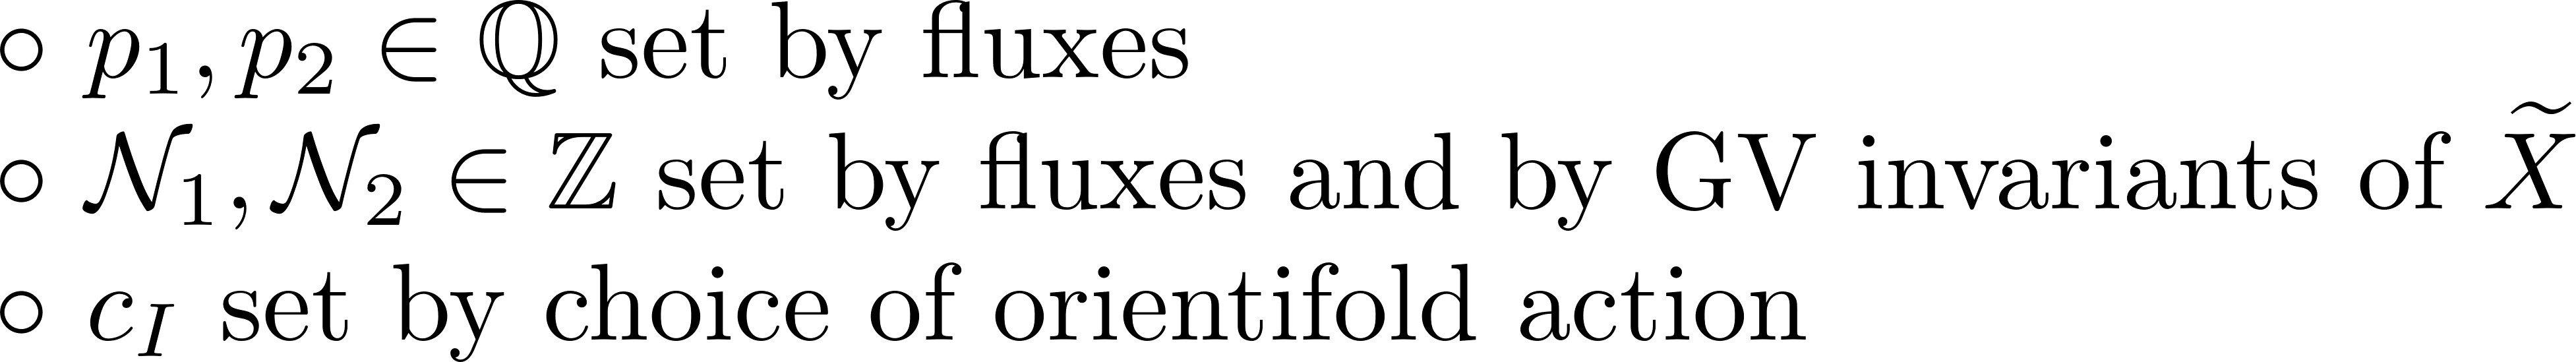 ∘ p₁, p₂ ∈ ℚ set by fluxes
∘ 𝒩₁, 𝒩₂ ∈ ℤ set by fluxes and by GV invariants of X̃
∘ c_I set by choice of orientifold action